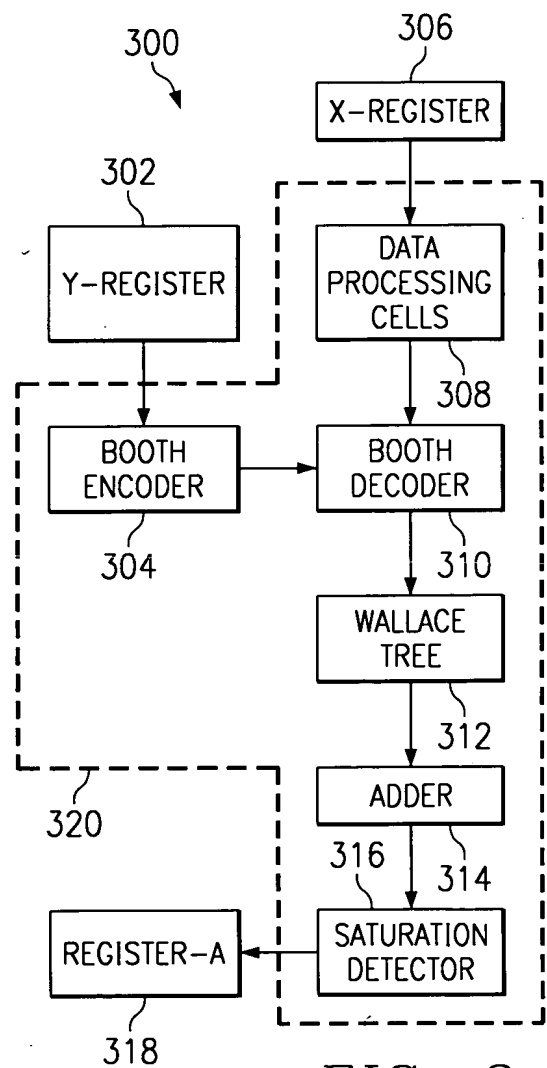 306
300
X-REGISTER
302
Y-REGISTER
DATA
PROCESSING
CELLS
308
BOOTH
ENCODER
BOOTH
DECODER
304
310
WALLACE
TREE
312
ADDER
320
316
314
REGISTER-A
SATURATION
DETECTOR
318